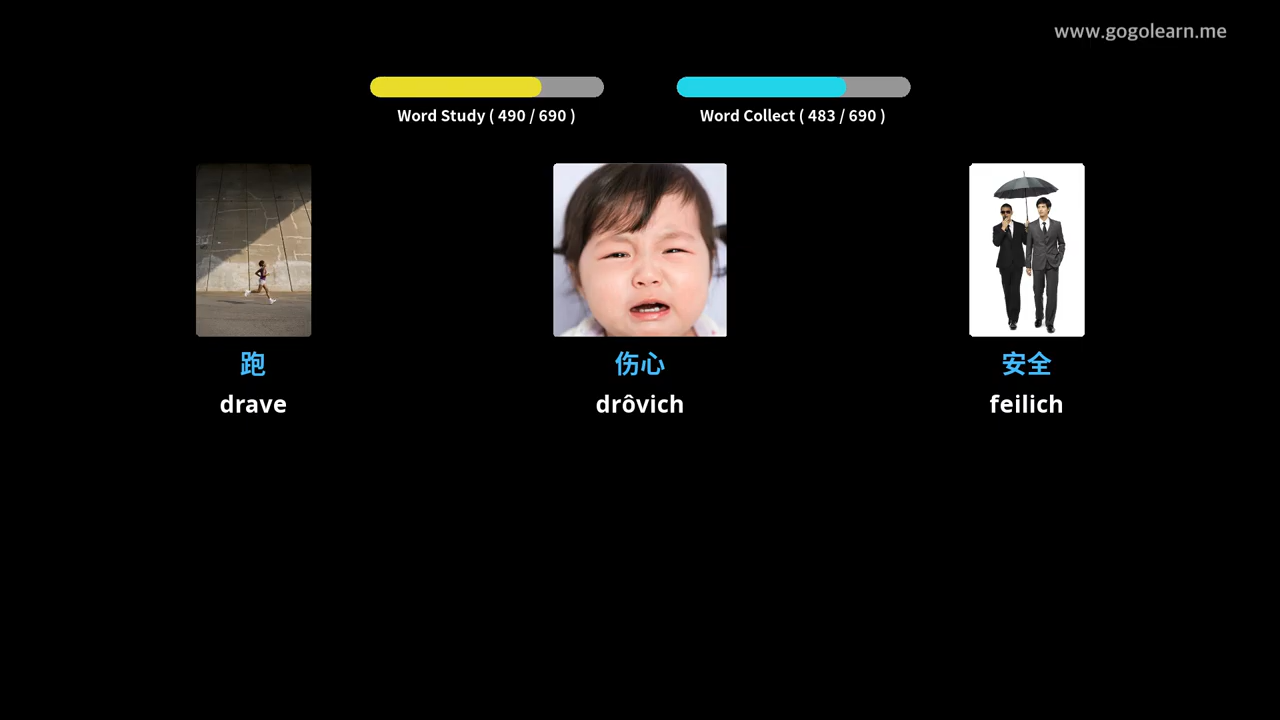 www.gogolearn.me
Word Study ( 490 / 690 )
Word Collect ( 483 / 690 )
跑
伤心
安全
drave
drôvich
feilich